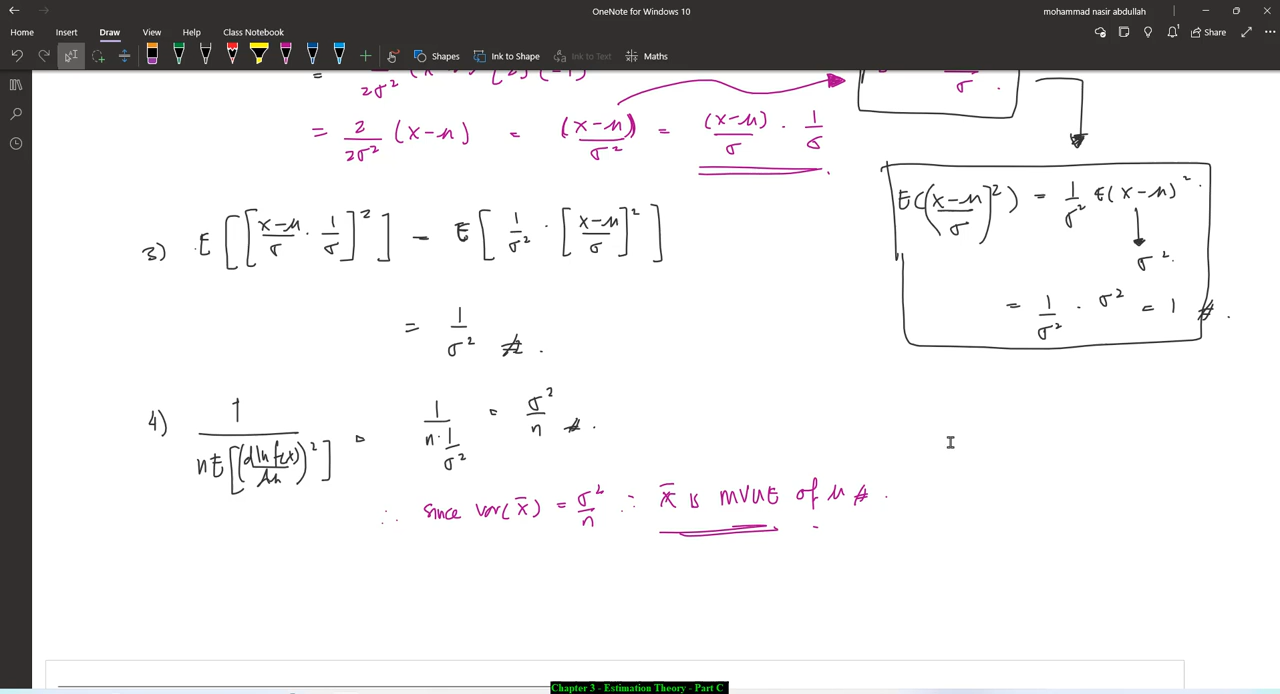 OneNote for Windows 10
mohammad nasir abdullah
Home Insert Draw View Help Class Notebook
Share
Shapes Ink to Shape Ink to Text Maths
= 2/2σ² (x-μ) = (x-μ)/σ² = (x-μ)/σ · 1/σ
E((x-μ/σ)²) = 1/σ² E(x-μ)².
σ².
= 1/σ² · σ² = 1 #.
3) E[[x-μ/σ · 1/σ]²] = E[1/σ² · [x-μ/σ]²]
= 1/σ² #.
4) 1/nE[(dlnf(x)/dμ)²] = 1/n·1/σ² = σ²/n #.
∴ since var(x̄) = σ²/n ∴ x̄ is MVUE of μ #.
Chapter 3 - Estimation Theory - Part C